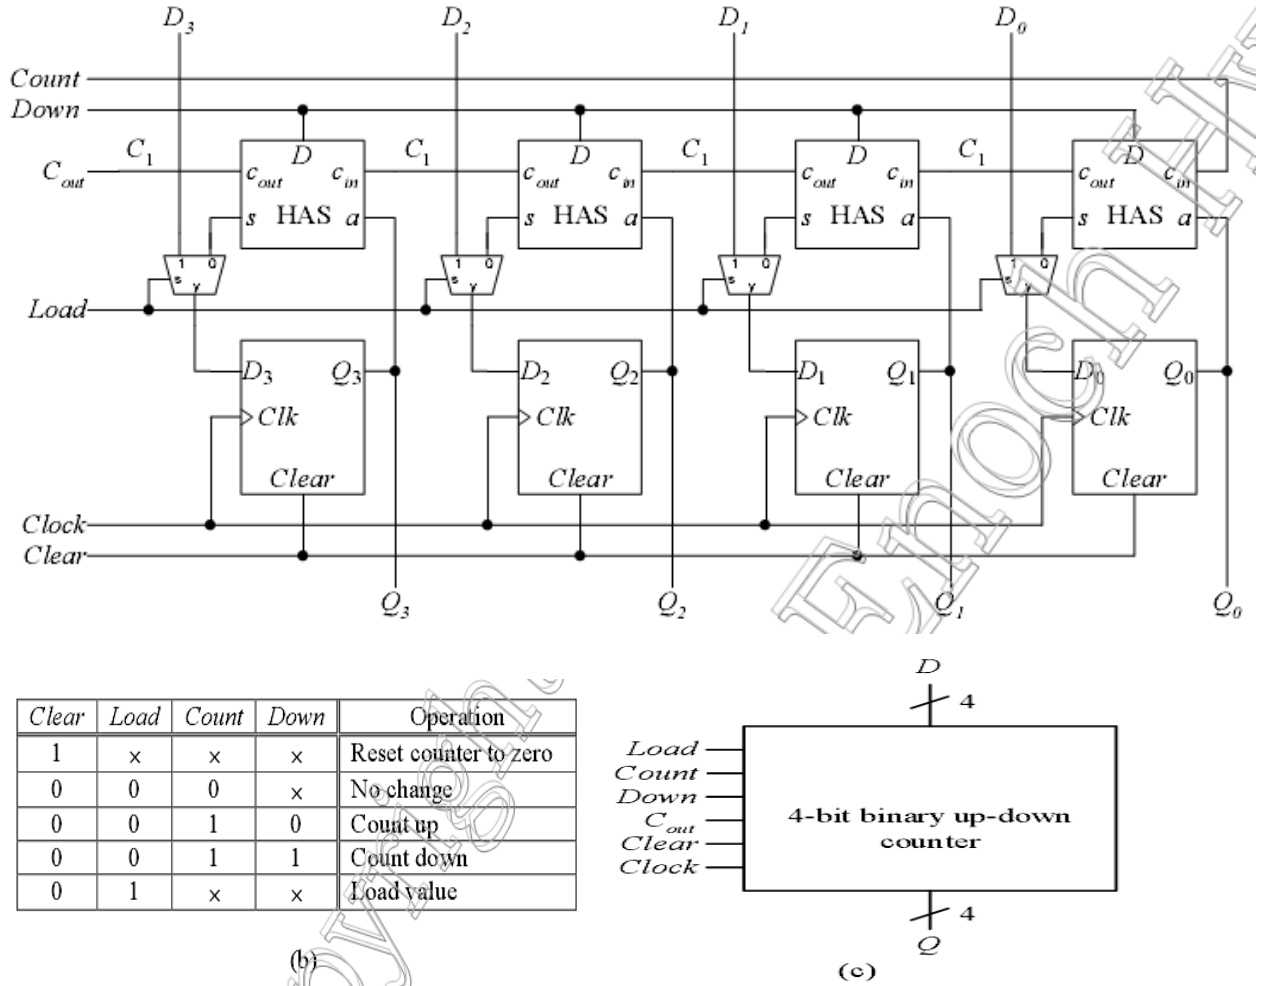 D3 D2 D1 D0
Count
Down
C1 C1 C1 C1
Cout
D D D D
cout cin cout cin cout cin cout cin
s HAS a s HAS a s HAS a s HAS a
1 0 1 0 1 0 1 0
s s s s
y y y y
Load
D3 Q3 D2 Q2 D1 Q1 D0 Q0
Clk Clk Clk Clk
Clear Clear Clear Clear
Clock
Clear
Q3 Q2 Q1 Q0
Enoch
Clear Load Count Down Operation
1 × × × Reset counter to zero
0 0 0 × No change
0 0 1 0 Count up
0 0 1 1 Count down
0 1 × × Load value
(b)
D
4
Load
Count
Down
Cout
Clear
Clock
4-bit binary up-down
counter
4
Q
(c)